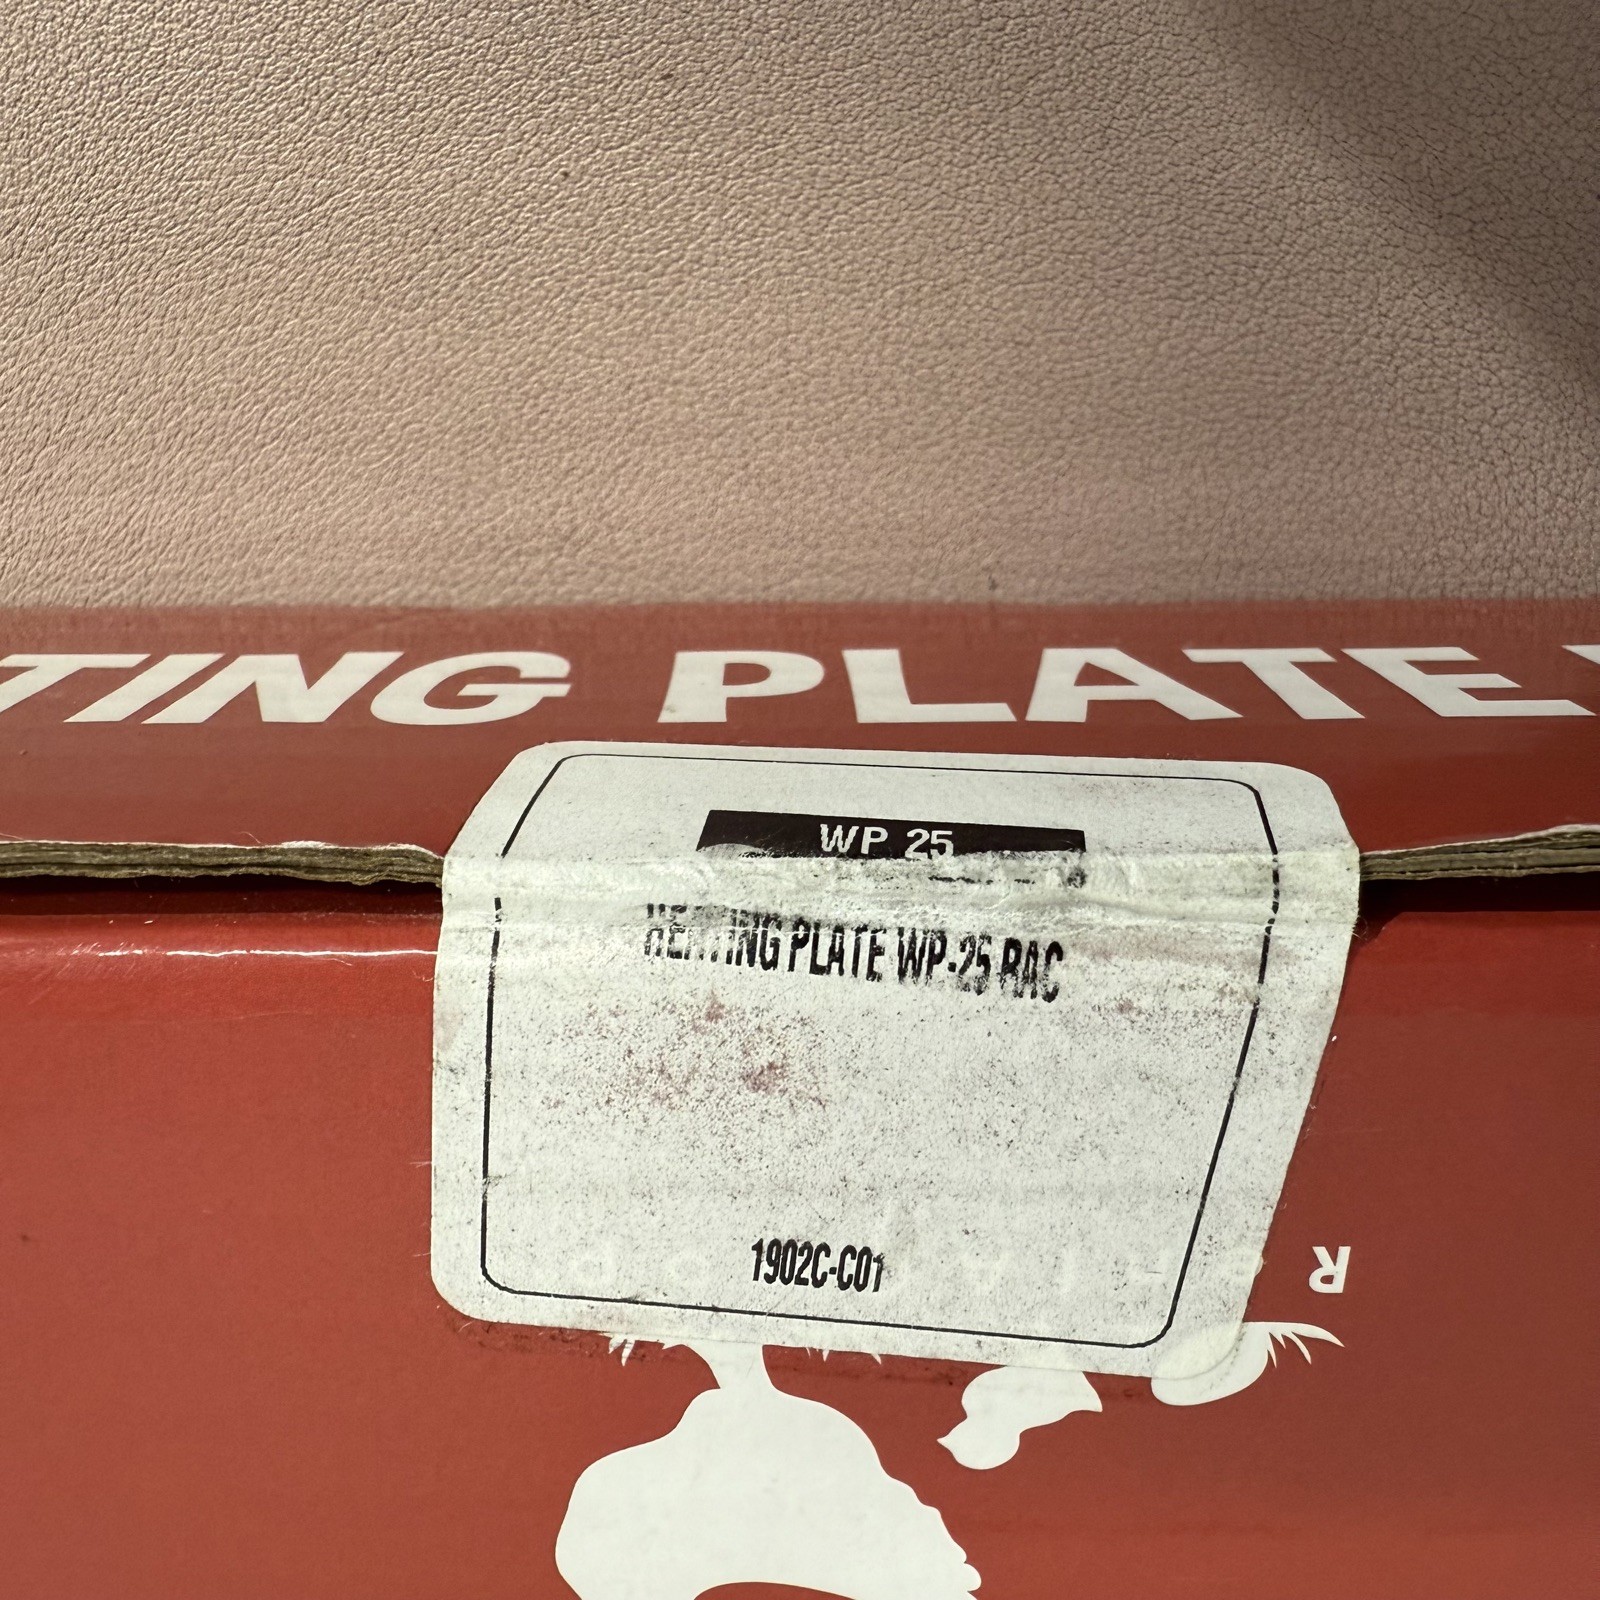 TING PLATE
WP 25
HEATING PLATE WP-25 RAC
1902C-C01
R